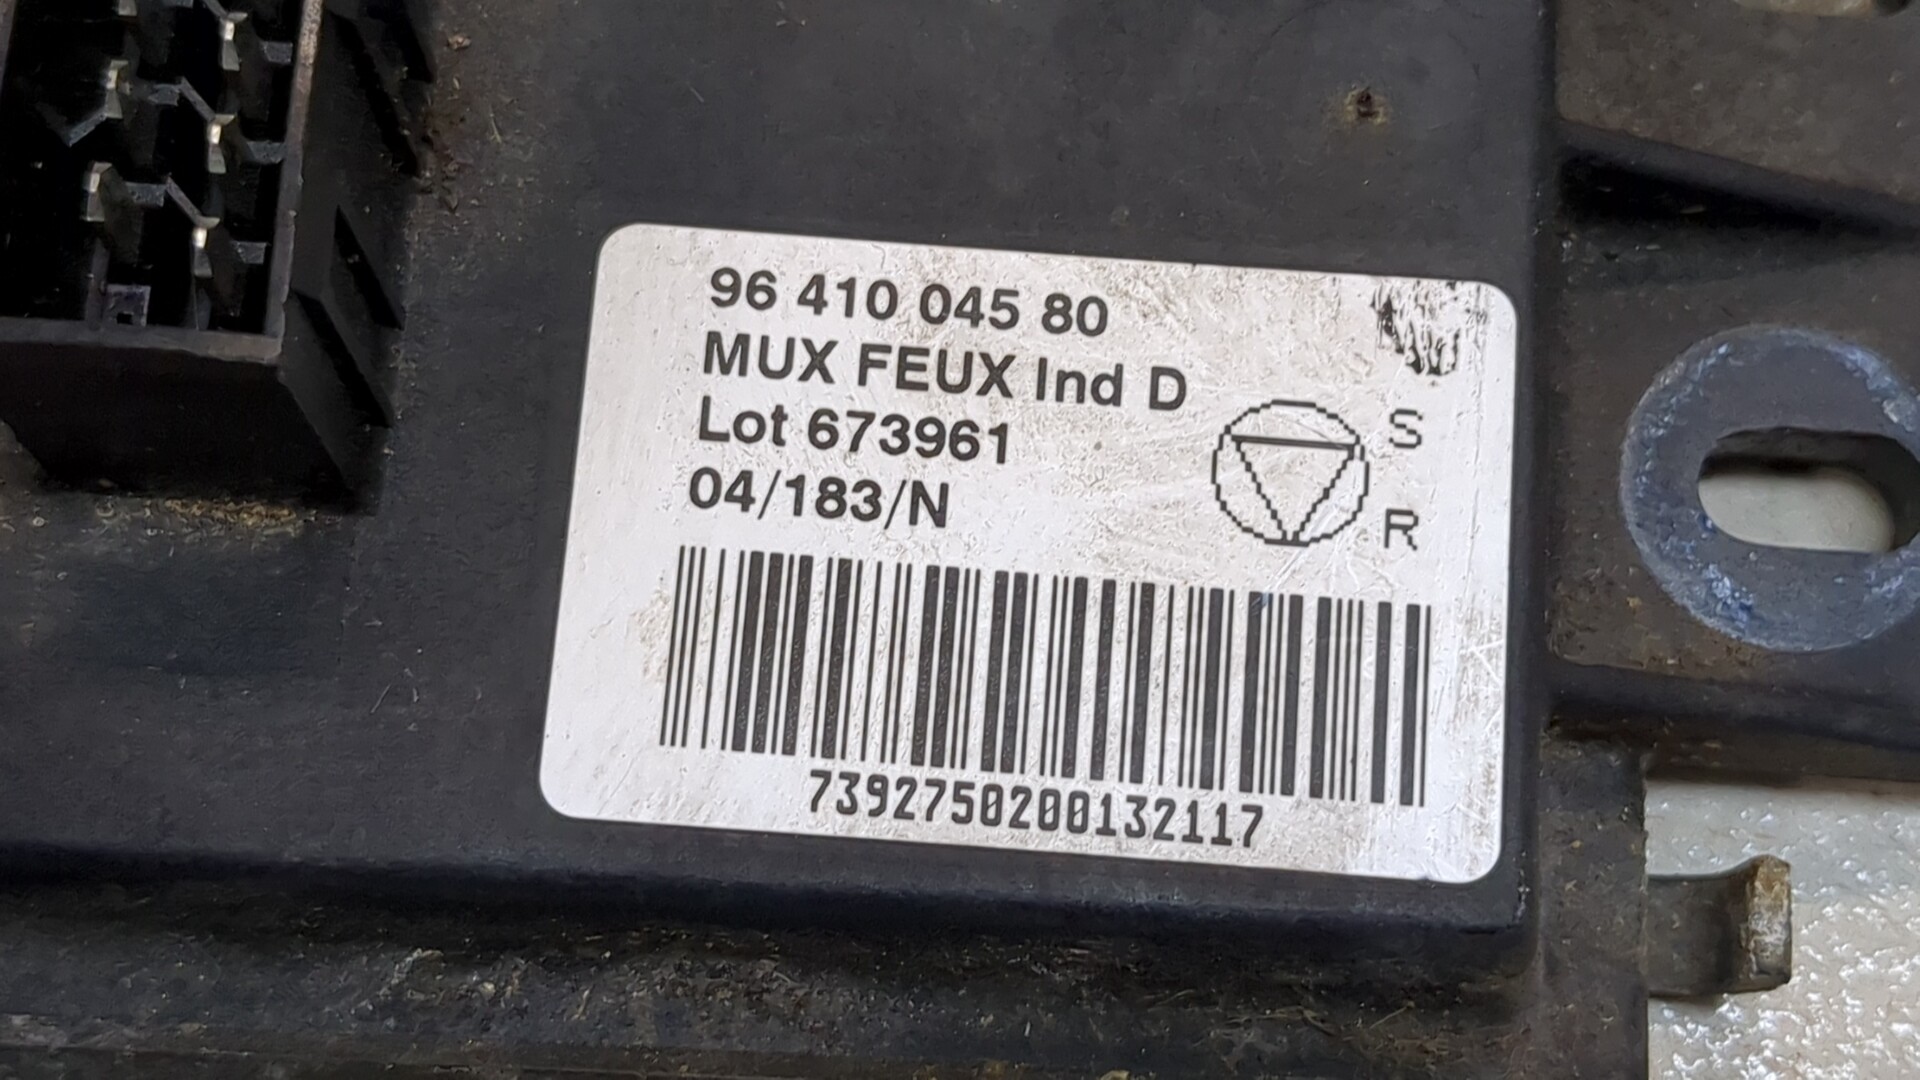 96 410 045 80
MUX FEUX Ind D
Lot 673961
04/183/N
S
R
7392750200132117